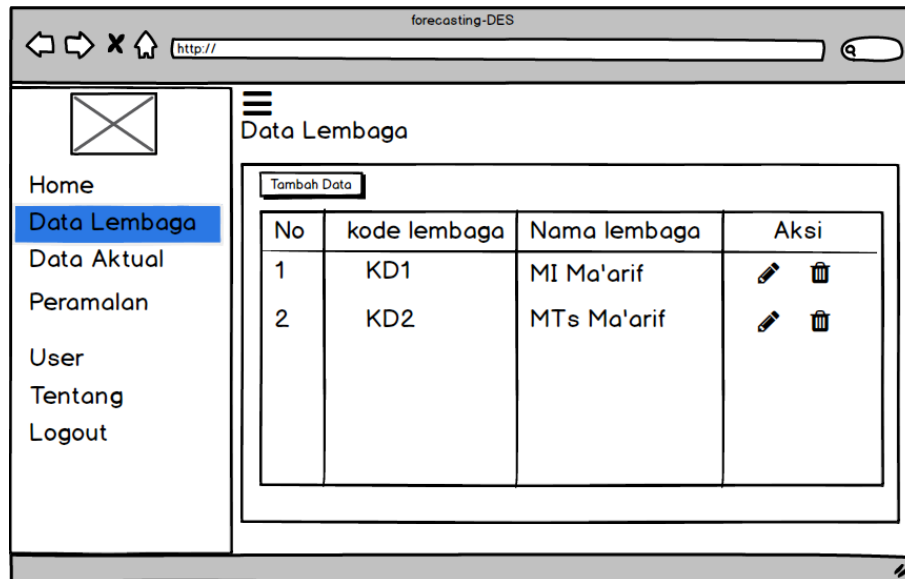 forecasting-DES
http://
Home
Data Lembaga
Data Aktual
Peramalan
User
Tentang
Logout
Data Lembaga
Tambah Data
No kode lembaga Nama lembaga Aksi
1 KD1 MI Ma'arif
2 KD2 MTs Ma'arif